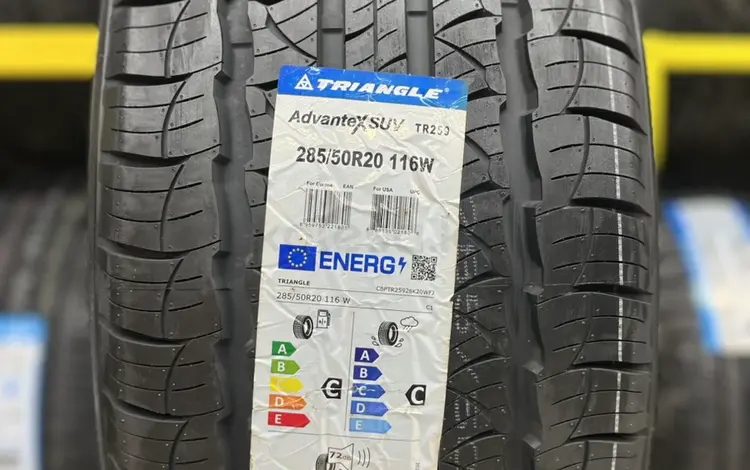 TRIANGLE
AdvanteX SUV TR259
285/50R20 116W
For Europe EAN For USA UPC
ENERG
TRIANGLE CBPTR25928K20WFJ
285/50R20 116 W C1
A A
B B
C C C
D D
E E
72dB